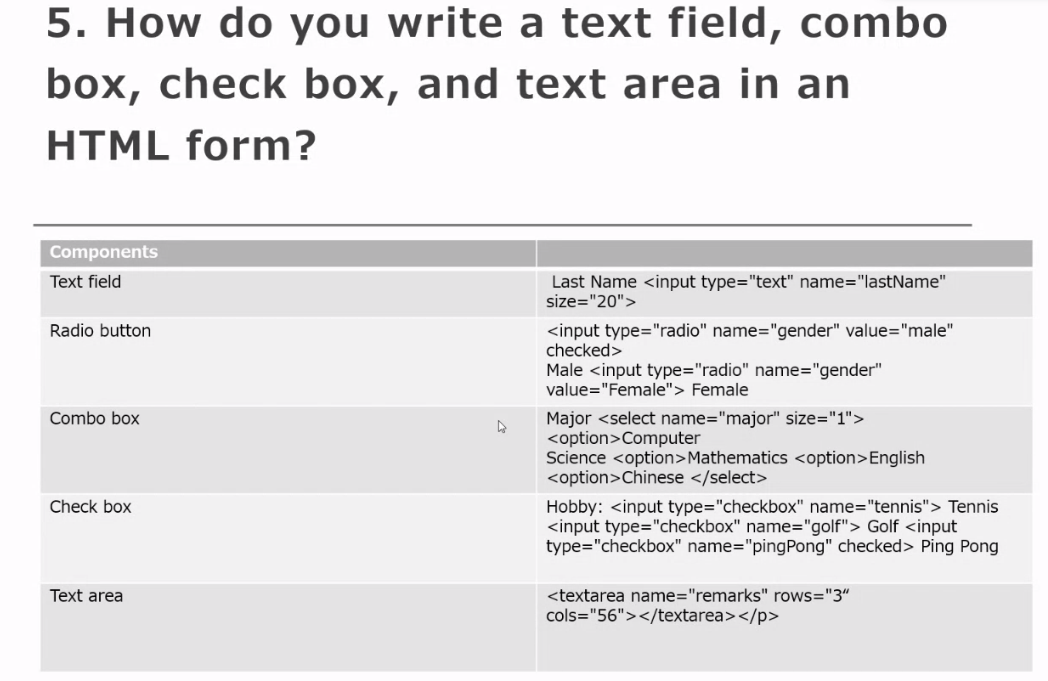 5. How do you write a text field, combo
box, check box, and text area in an
HTML form?
Components
Text field
Last Name <input type="text" name="lastName"
size="20">
Radio button
<input type="radio" name="gender" value="male"
checked>
Male <input type="radio" name="gender"
value="Female"> Female
Combo box
Major <select name="major" size="1">
<option>Computer
Science <option>Mathematics <option>English
<option>Chinese </select>
Check box
Hobby: <input type="checkbox" name="tennis"> Tennis
<input type="checkbox" name="golf"> Golf <input
type="checkbox" name="pingPong" checked> Ping Pong
Text area
<textarea name="remarks" rows="3“
cols="56"></textarea></p>